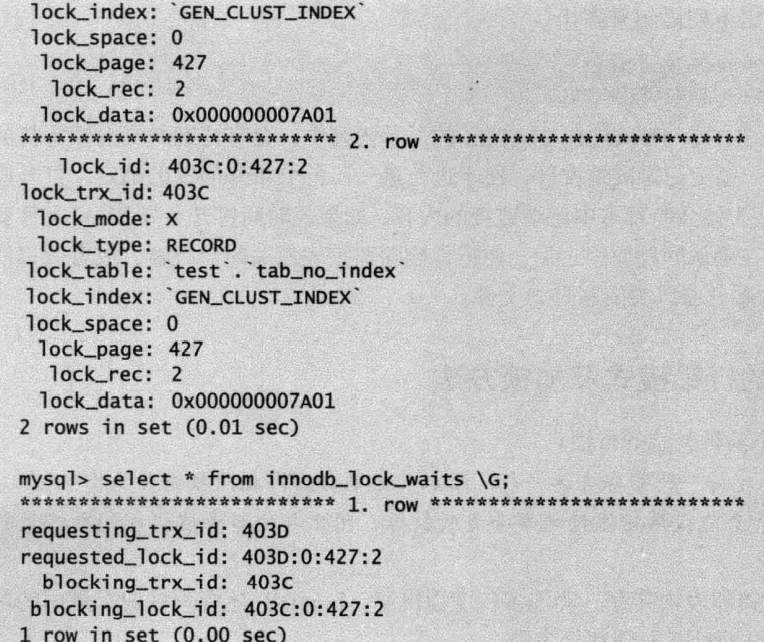 lock_index: `GEN_CLUST_INDEX`
lock_space: 0
lock_page: 427
lock_rec: 2
lock_data: 0x000000007A01
*************************** 2. row ***************************
lock_id: 403C:0:427:2
lock_trx_id: 403C
lock_mode: X
lock_type: RECORD
lock_table: `test`.`tab_no_index`
lock_index: `GEN_CLUST_INDEX`
lock_space: 0
lock_page: 427
lock_rec: 2
lock_data: 0x000000007A01
2 rows in set (0.01 sec)
mysql> select * from innodb_lock_waits \G;
*************************** 1. row ***************************
requesting_trx_id: 403D
requested_lock_id: 403D:0:427:2
blocking_trx_id: 403C
blocking_lock_id: 403C:0:427:2
1 row in set (0.00 sec)